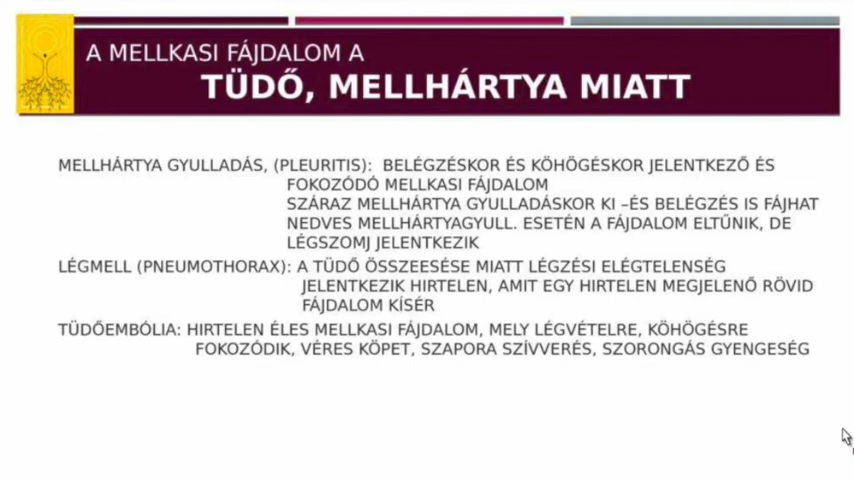 A MELLKASI FÁJDALOM A
TÜDŐ, MELLHÁRTYA MIATT
MELLHÁRTYA GYULLADÁS, (PLEURITIS): BELÉGZÉSKOR ÉS KÖHÖGÉSKOR JELENTKEZŐ ÉS
FOKOZÓDÓ MELLKASI FÁJDALOM
SZÁRAZ MELLHÁRTYA GYULLADÁSKOR KI –ÉS BELÉGZÉS IS FÁJHAT
NEDVES MELLHÁRTYAGYULL. ESETÉN A FÁJDALOM ELTŰNIK, DE
LÉGSZOMJ JELENTKEZIK
LÉGMELL (PNEUMOTHORAX): A TÜDŐ ÖSSZEESÉSE MIATT LÉGZÉSI ELÉGTELENSÉG
JELENTKEZIK HIRTELEN, AMIT EGY HIRTELEN MEGJELENŐ RÖVID
FÁJDALOM KÍSÉR
TÜDŐEMBÓLIA: HIRTELEN ÉLES MELLKASI FÁJDALOM, MELY LÉGVÉTELRE, KÖHÖGÉSRE
FOKOZÓDIK, VÉRES KÖPET, SZAPORA SZÍVVERÉS, SZORONGÁS GYENGESÉG